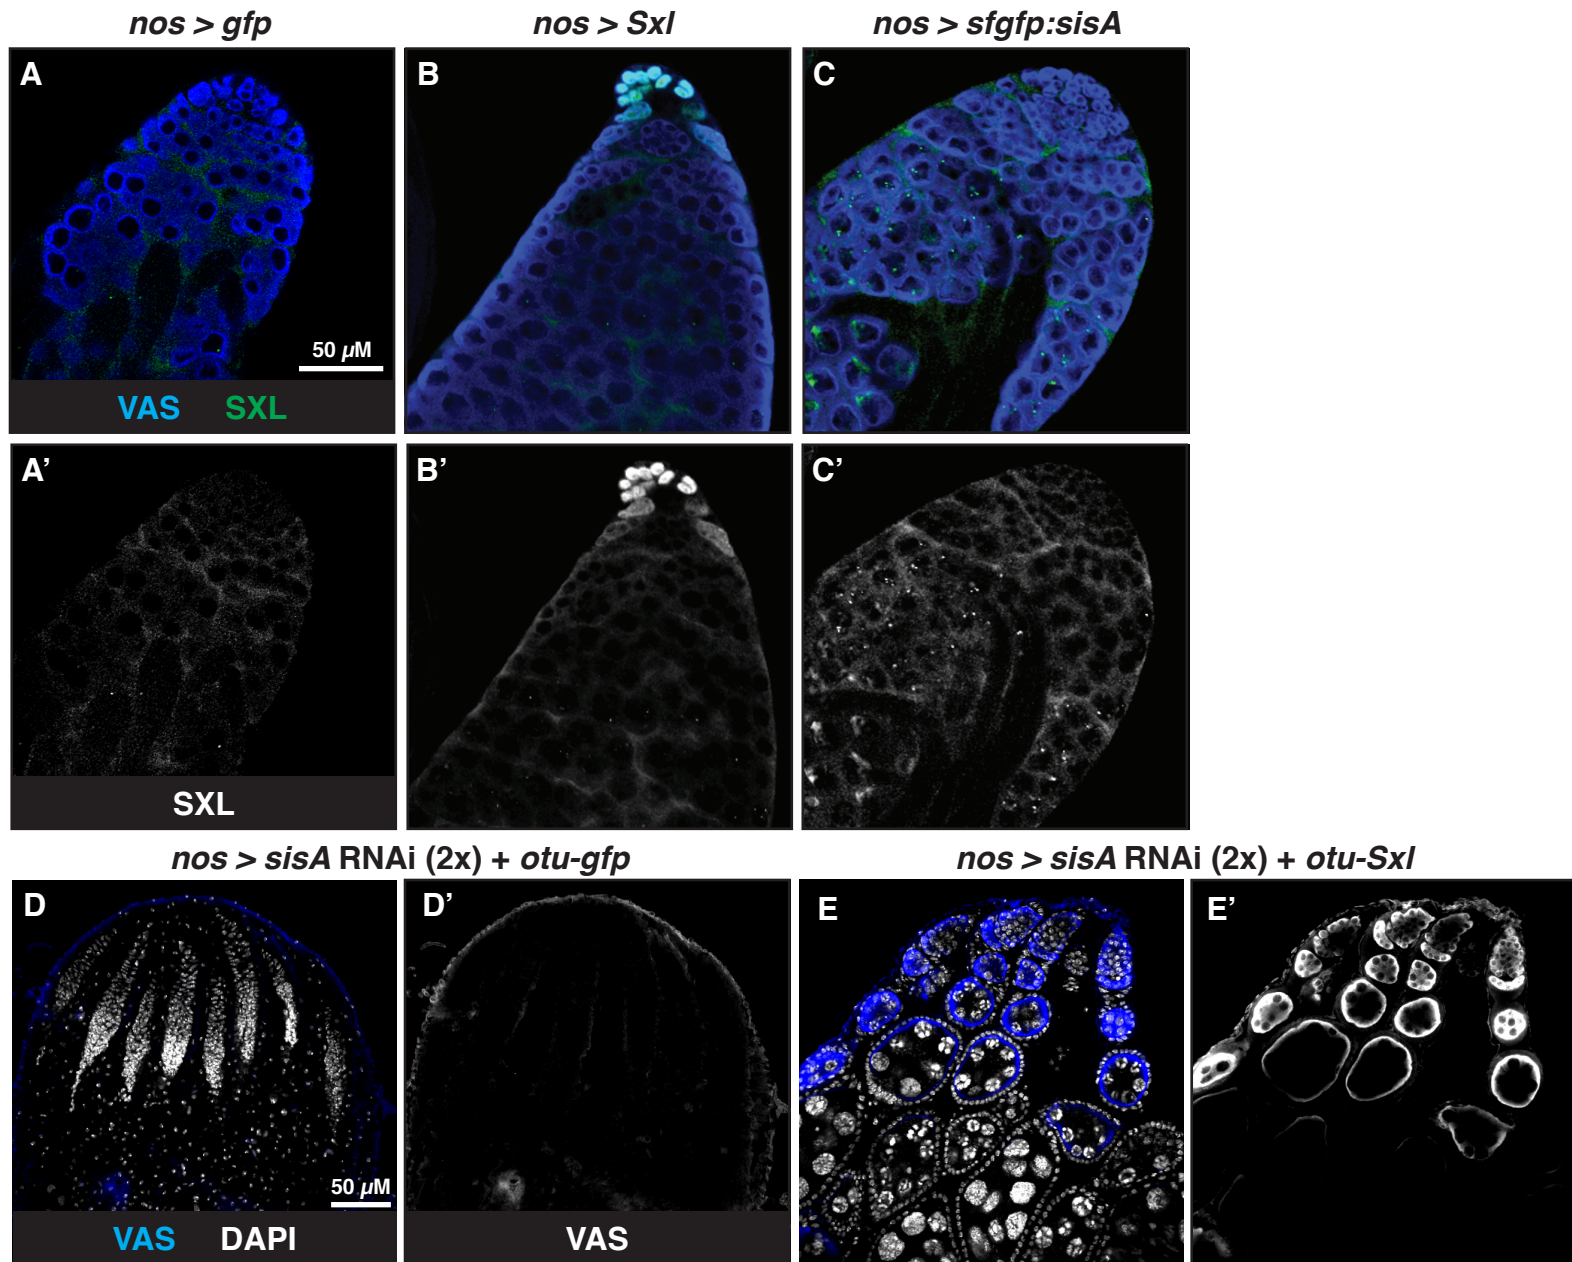 nos > gfp
nos > Sxl
nos > sfgfp:sisA
A
B
C
50 µM
VAS SXL
A’
B’
C’
SXL
nos > sisA RNAi (2x) + otu-gfp
nos > sisA RNAi (2x) + otu-Sxl
D
D’
E
E’
50 µM
VAS DAPI
VAS